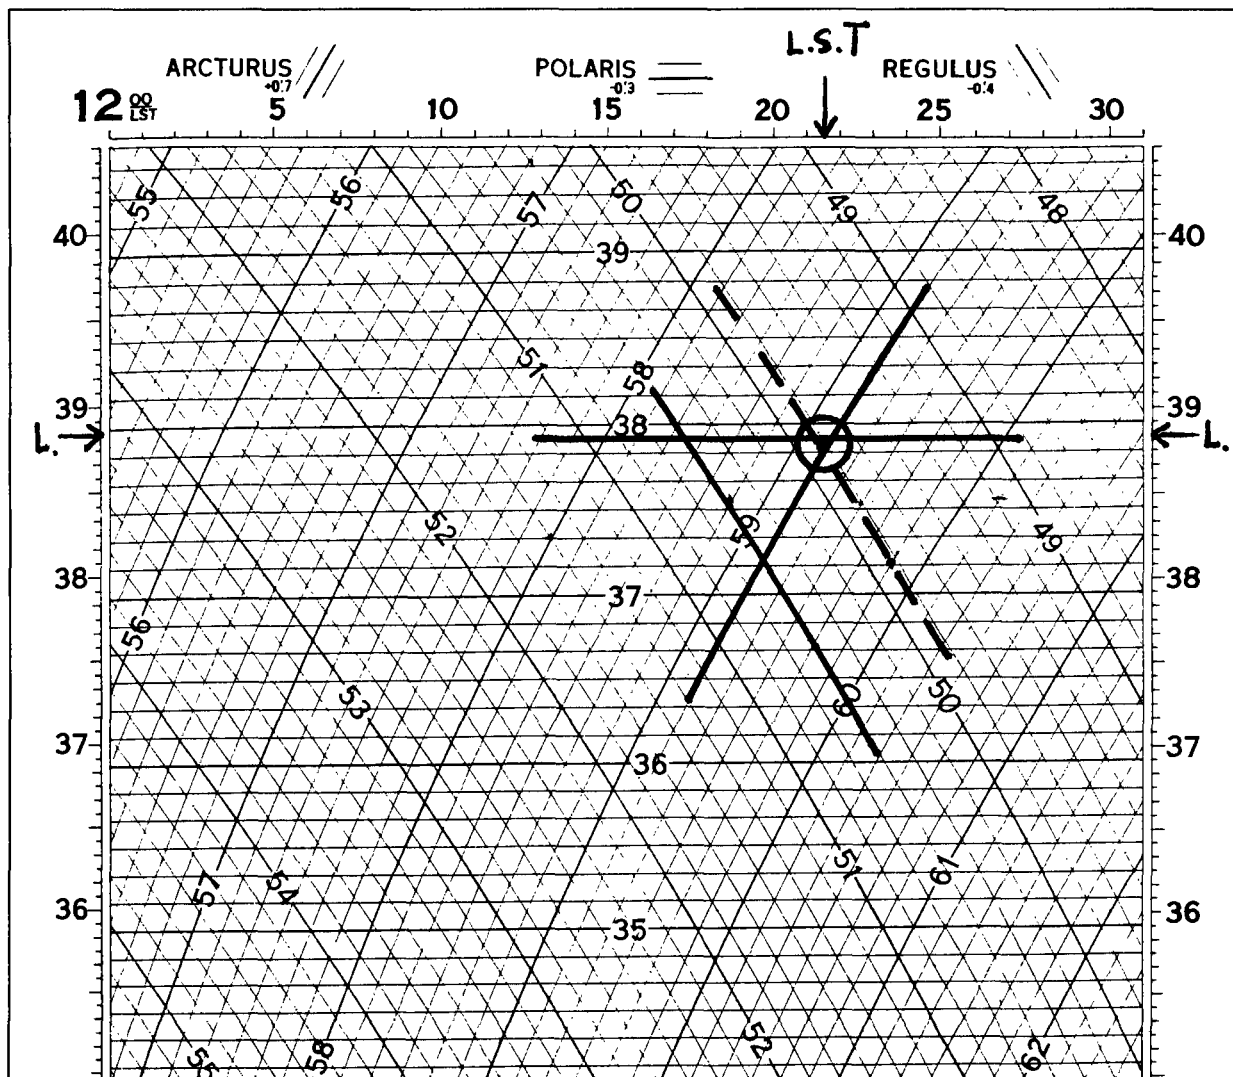 L.S.T
ARCTURUS POLARIS REGULUS
+0.'7 -0.'3 -0.'4
12 00 LST 5 10 15 20 25 30
55 56 57 50 49 48
40 39 40
51 58
39 38 39
L. L.
52 59 49
38 37 38
56
53 60 50
37 36 37
57 54 51 61
36 35 36
55 58 52 62